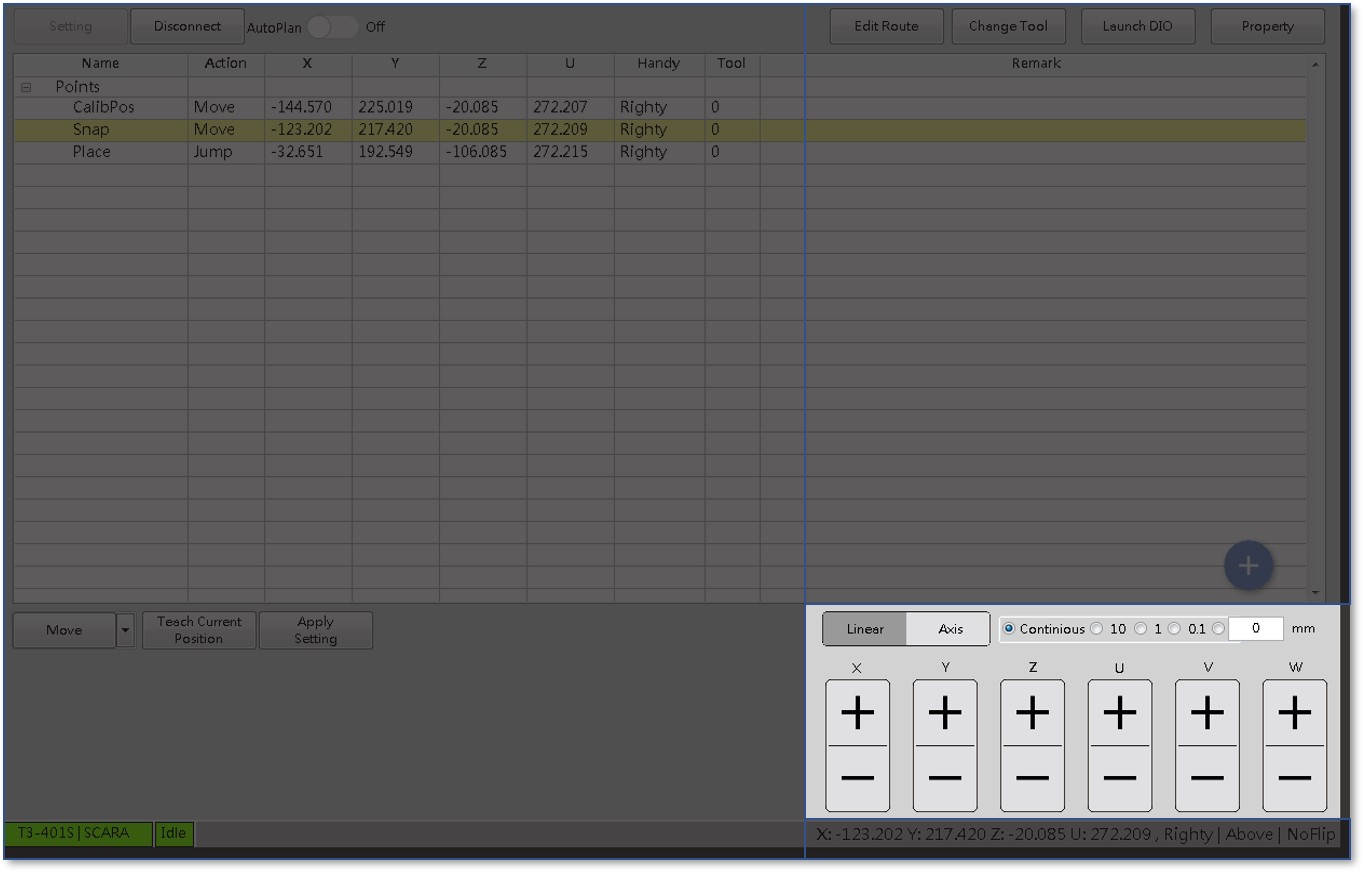 Setting Disconnect AutoPlan Off Edit Route Change Tool Launch DIO Property
Name Action X Y Z U Handy Tool Remark
Points
CalibPos Move -144.570 225.019 -20.085 272.207 Righty 0
Snap Move -123.202 217.420 -20.085 272.209 Righty 0
Place Jump -32.651 192.549 -106.085 272.215 Righty 0
+
Move Teach Current Position Apply Setting
Linear Axis Continious 10 1 0.1 0 mm
X Y Z U V W
+ + + + + +
− − − − − −
T3-401S | SCARA Idle X: -123.202 Y: 217.420 Z: -20.085 U: 272.209 , Righty | Above | NoFlip